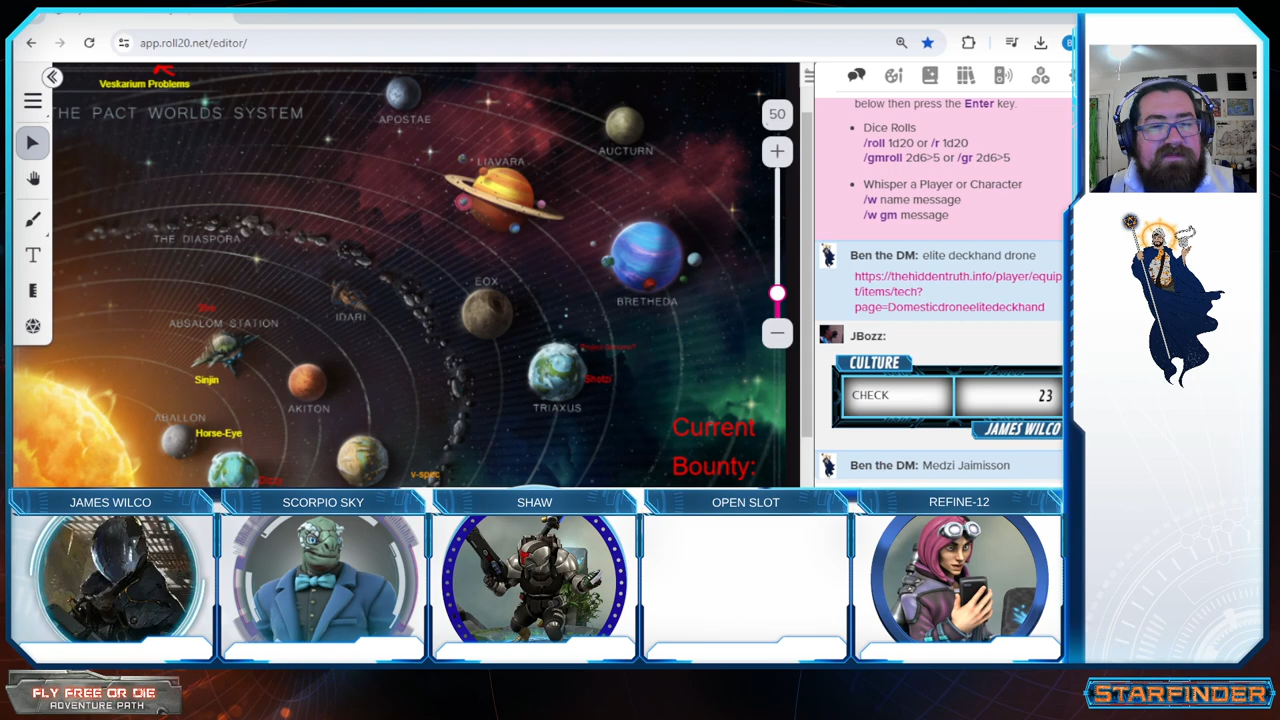 app.roll20.net/editor/
Veskarium Problems
THE PACT WORLDS SYSTEM
APOSTAE
AUCTURN
LIAVARA
THE DIASPORA
EOX
IDARI
BRETHEDA
ABSALOM STATION
Sinjin
Shotzi
TRIAXUS
AKITON
ABALLON
Horse-Eye
v-spec
Current
Bounty:
50
below then press the Enter key.
• Dice Rolls
/roll 1d20 or /r 1d20
/gmroll 2d6>5 or /gr 2d6>5
• Whisper a Player or Character
/w name message
/w gm message
Ben the DM: elite deckhand drone
https://thehiddentruth.info/player/equip
t/items/tech?
page=Domesticdroneelitedeckhand
JBozz:
CULTURE
CHECK 23
JAMES WILCO
Ben the DM: Medzi Jaimisson
JAMES WILCO
SCORPIO SKY
SHAW
OPEN SLOT
REFINE-12
FLY FREE OR DIE
ADVENTURE PATH
STARFINDER